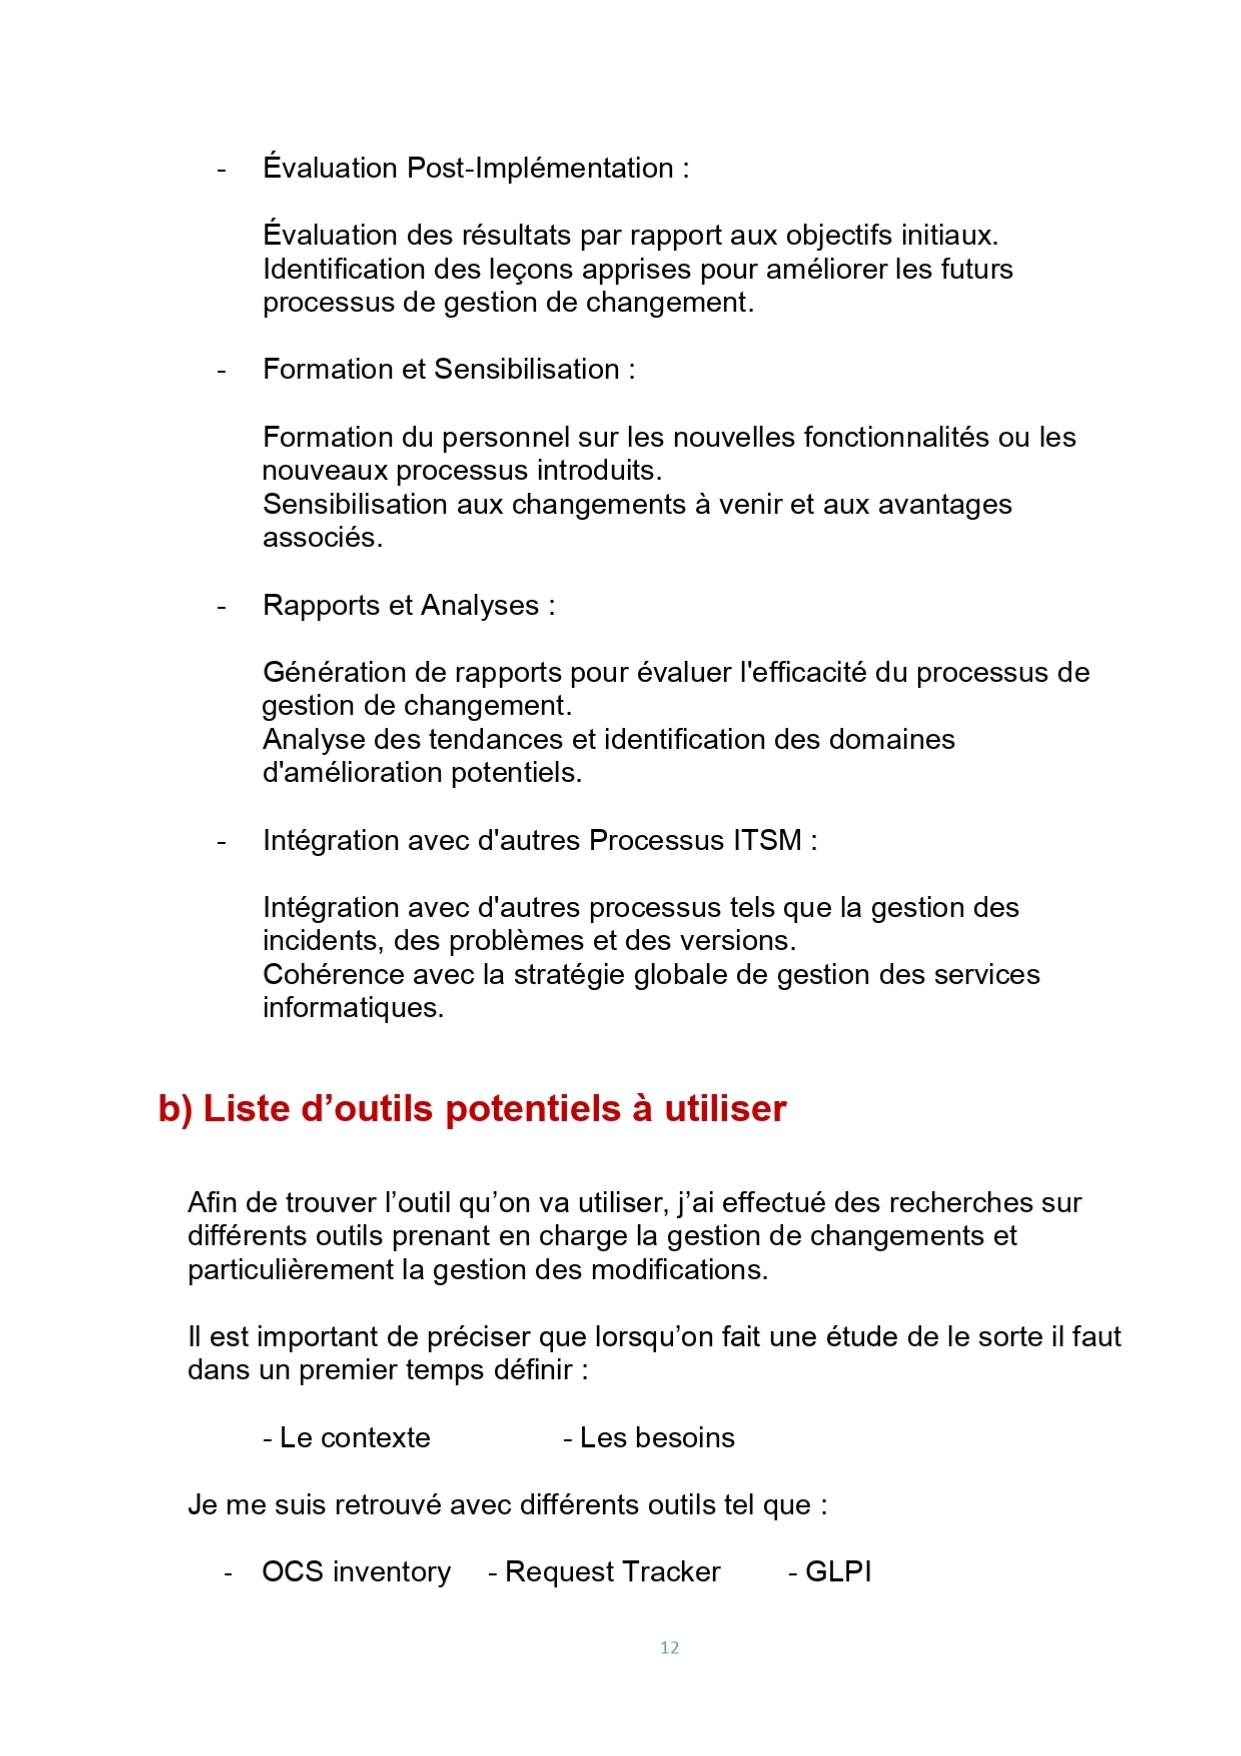 - Évaluation Post-Implémentation :
Évaluation des résultats par rapport aux objectifs initiaux.
Identification des leçons apprises pour améliorer les futurs
processus de gestion de changement.
- Formation et Sensibilisation :
Formation du personnel sur les nouvelles fonctionnalités ou les
nouveaux processus introduits.
Sensibilisation aux changements à venir et aux avantages
associés.
- Rapports et Analyses :
Génération de rapports pour évaluer l'efficacité du processus de
gestion de changement.
Analyse des tendances et identification des domaines
d'amélioration potentiels.
- Intégration avec d'autres Processus ITSM :
Intégration avec d'autres processus tels que la gestion des
incidents, des problèmes et des versions.
Cohérence avec la stratégie globale de gestion des services
informatiques.
b) Liste d’outils potentiels à utiliser
Afin de trouver l’outil qu’on va utiliser, j’ai effectué des recherches sur
différents outils prenant en charge la gestion de changements et
particulièrement la gestion des modifications.
Il est important de préciser que lorsqu’on fait une étude de le sorte il faut
dans un premier temps définir :
- Le contexte - Les besoins
Je me suis retrouvé avec différents outils tel que :
- OCS inventory - Request Tracker - GLPI
12